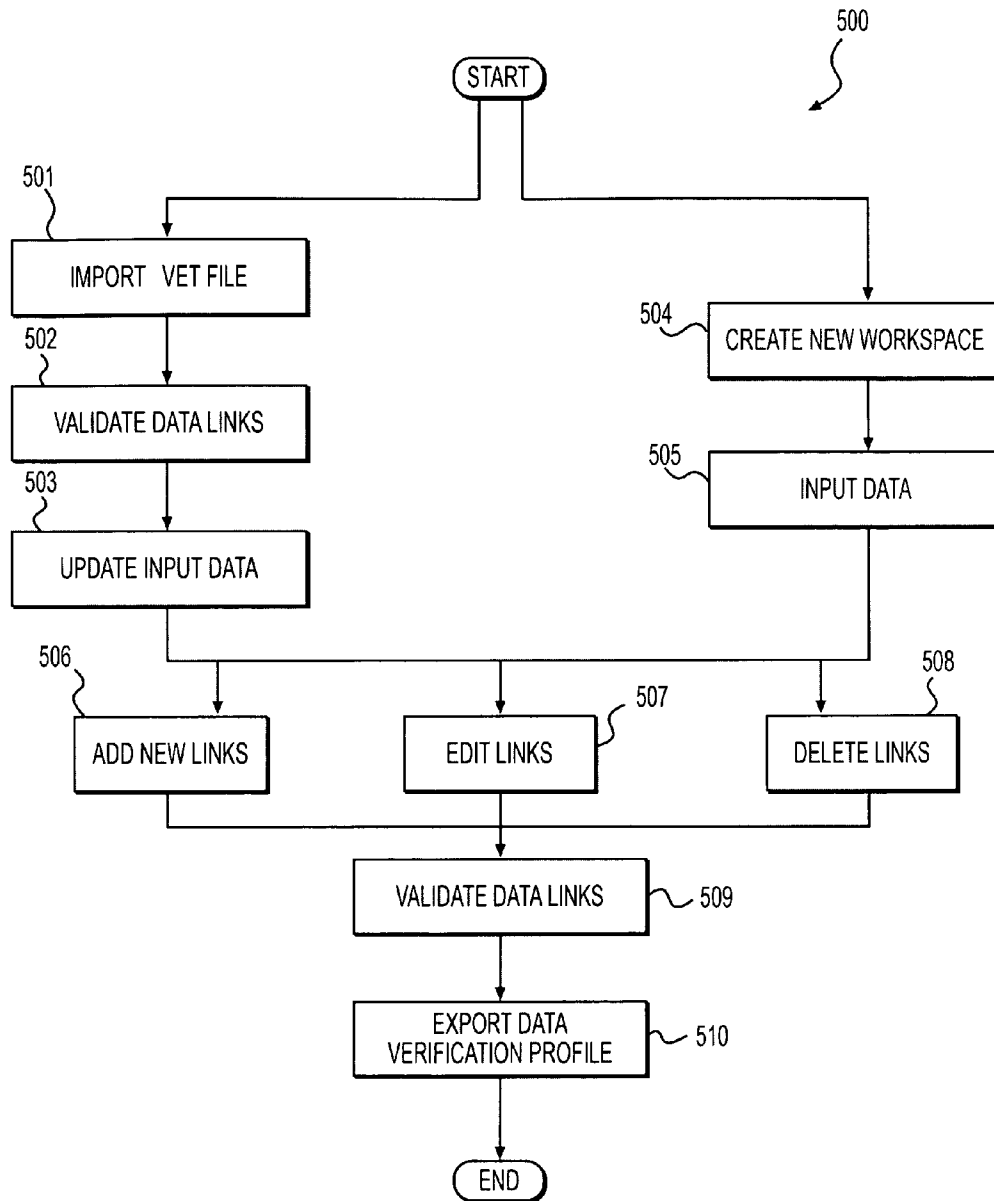 500
START
501
IMPORT VET FILE
502
504
CREATE NEW WORKSPACE
VALIDATE DATA LINKS
503
505
INPUT DATA
UPDATE INPUT DATA
506
507
508
ADD NEW LINKS
EDIT LINKS
DELETE LINKS
VALIDATE DATA LINKS
509
EXPORT DATA
VERIFICATION PROFILE
510
END